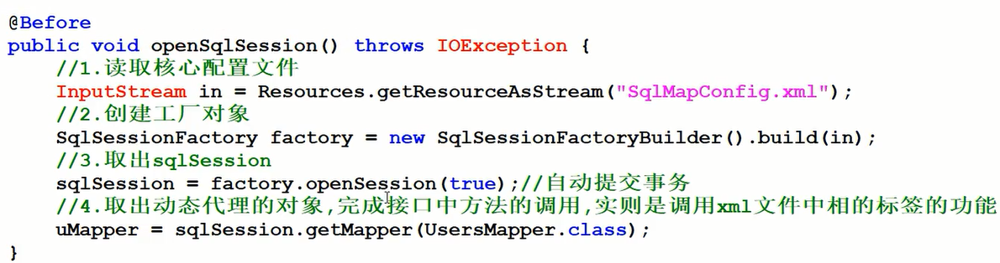 @Before
public void openSqlSession() throws IOException {
    //1.读取核心配置文件
    InputStream in = Resources.getResourceAsStream("SqlMapConfig.xml");
    //2.创建工厂对象
    SqlSessionFactory factory = new SqlSessionFactoryBuilder().build(in);
    //3.取出sqlSession
    sqlSession = factory.openSession(true);//自动提交事务
    //4.取出动态代理的对象,完成接口中方法的调用,实则是调用xml文件中相的标签的功能
    uMapper = sqlSession.getMapper(UsersMapper.class);
}